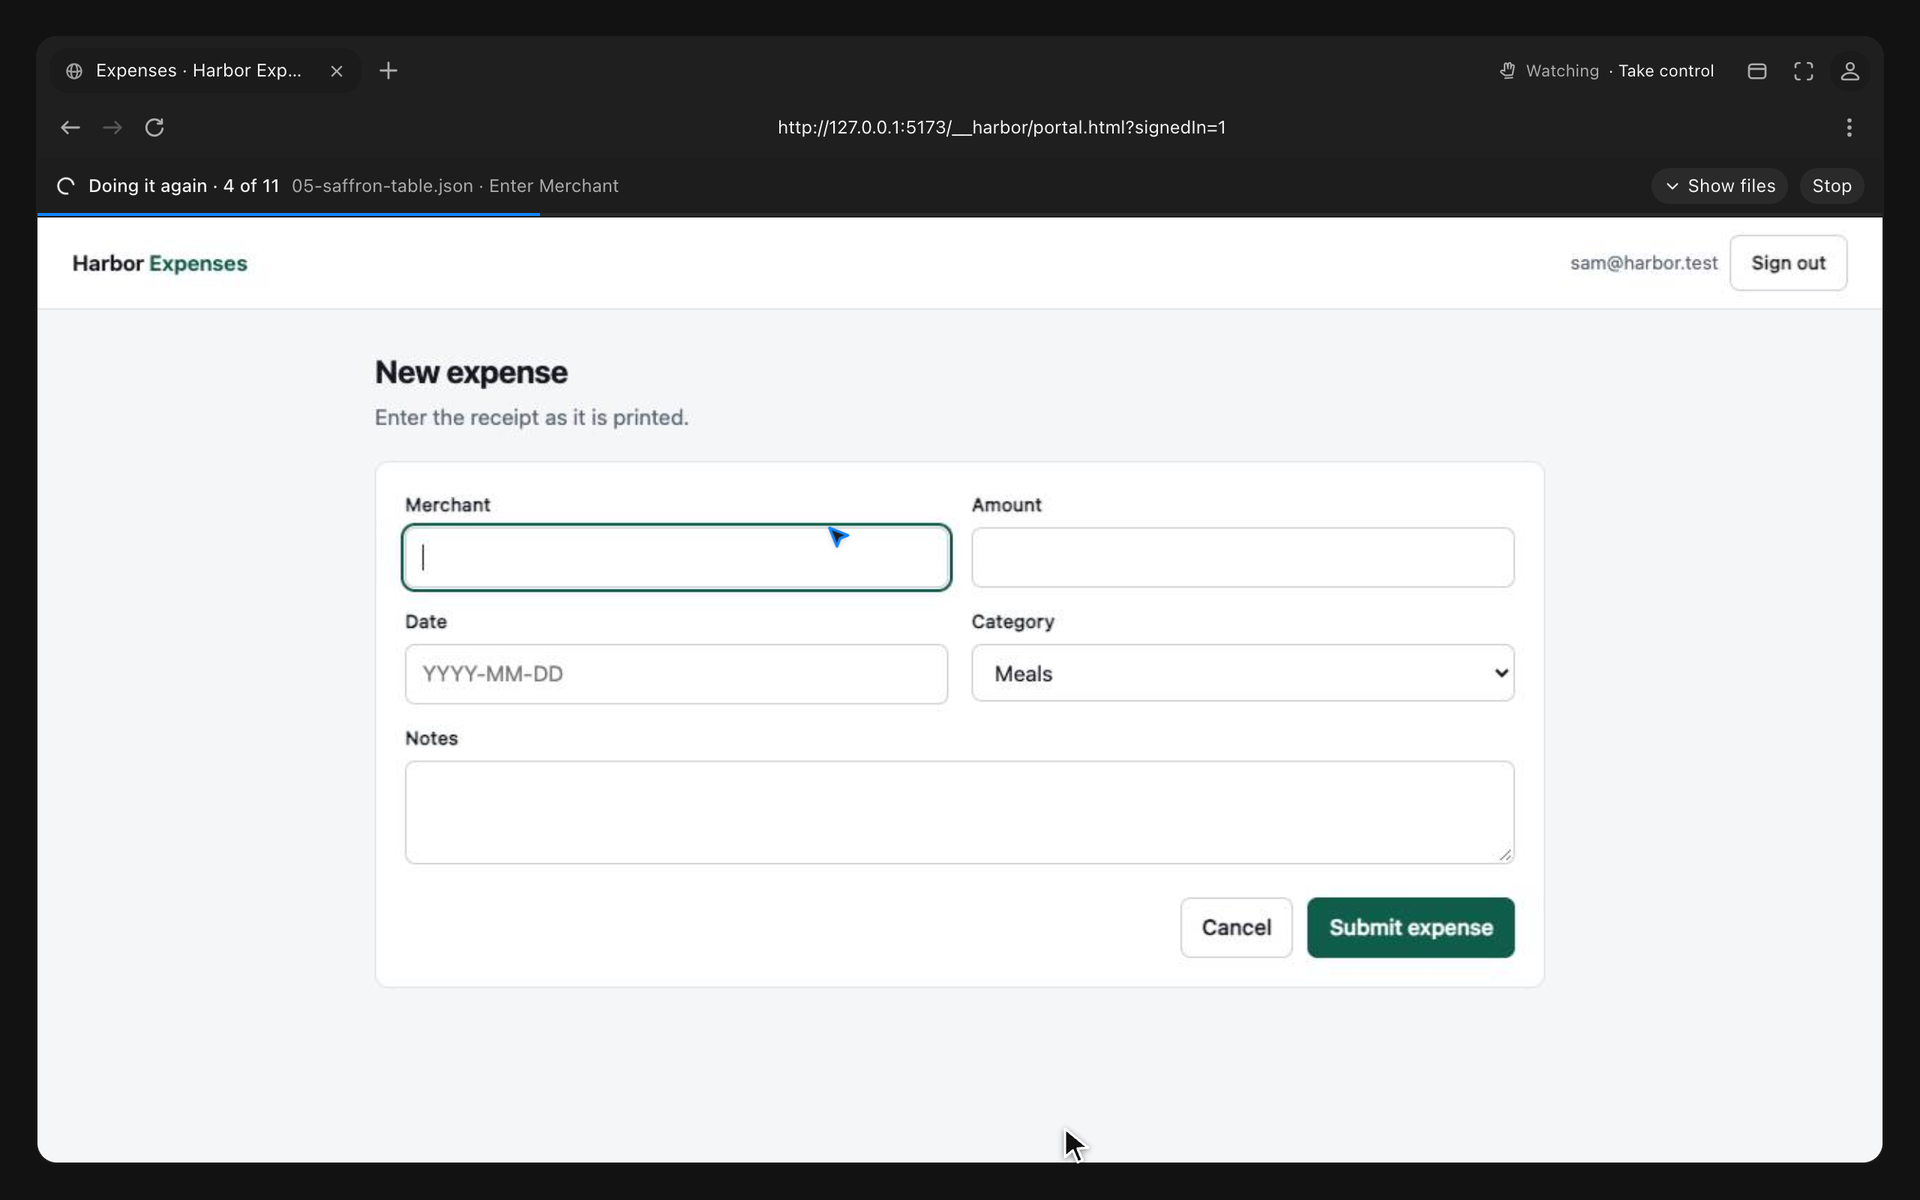 Expenses · Harbor Exp...
Watching · Take control
http://127.0.0.1:5173/__harbor/portal.html?signedIn=1
Doing it again · 4 of 11 05-saffron-table.json · Enter Merchant
Show files
Stop
Harbor Expenses
sam@harbor.test
Sign out
New expense
Enter the receipt as it is printed.
Merchant
Amount
Date
Category
YYYY-MM-DD
Meals
Notes
Cancel
Submit expense